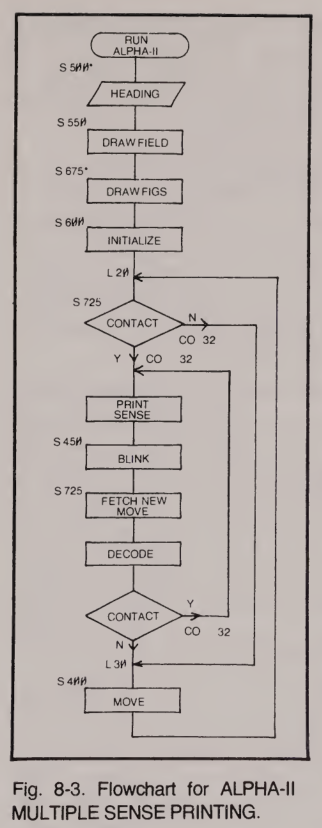 RUN
ALPHA-II
S 5ØØ*
HEADING
S 55Ø
DRAW FIELD
S 675*
DRAW FIGS
S 6ØØ
INITIALIZE
L 2Ø
S 725
CONTACT
N
CO 32
Y CO 32
PRINT
SENSE
S 45Ø
BLINK
S 725
FETCH NEW
MOVE
DECODE
CONTACT
Y
CO 32
N
L 3Ø
S 4ØØ
MOVE
Fig. 8-3. Flowchart for ALPHA-II
MULTIPLE SENSE PRINTING.